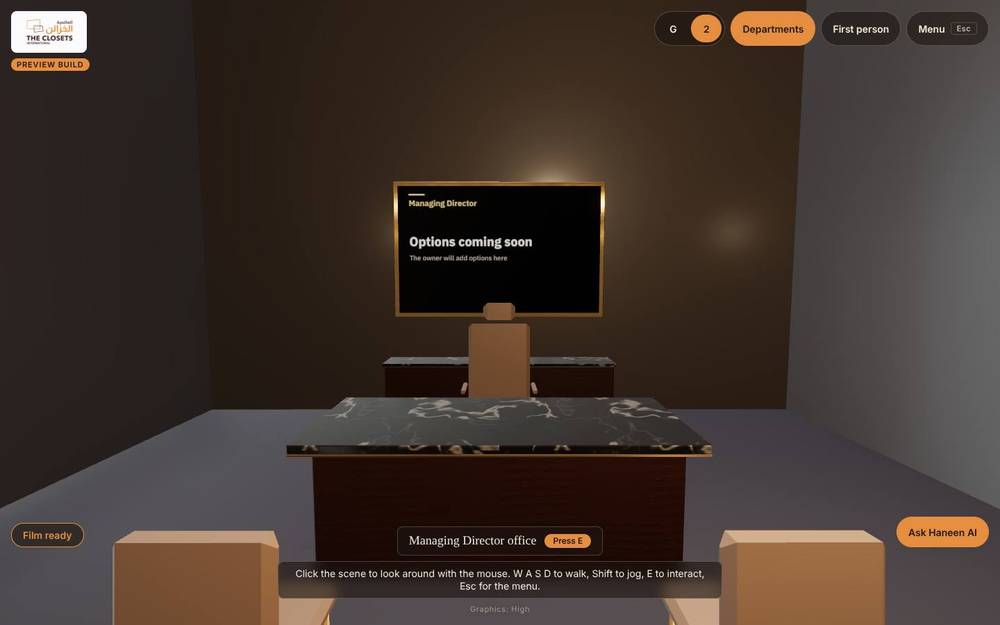 العالمية
الخزائن
THE CLOSETS
INTERNATIONAL
PREVIEW BUILD
G
2
Departments
First person
Menu
Esc
Managing Director
Options coming soon
The owner will add options here
Film ready
Managing Director office
Press E
Ask Haneen AI
Click the scene to look around with the mouse. W A S D to walk, Shift to jog, E to interact,
Esc for the menu.
Graphics: High